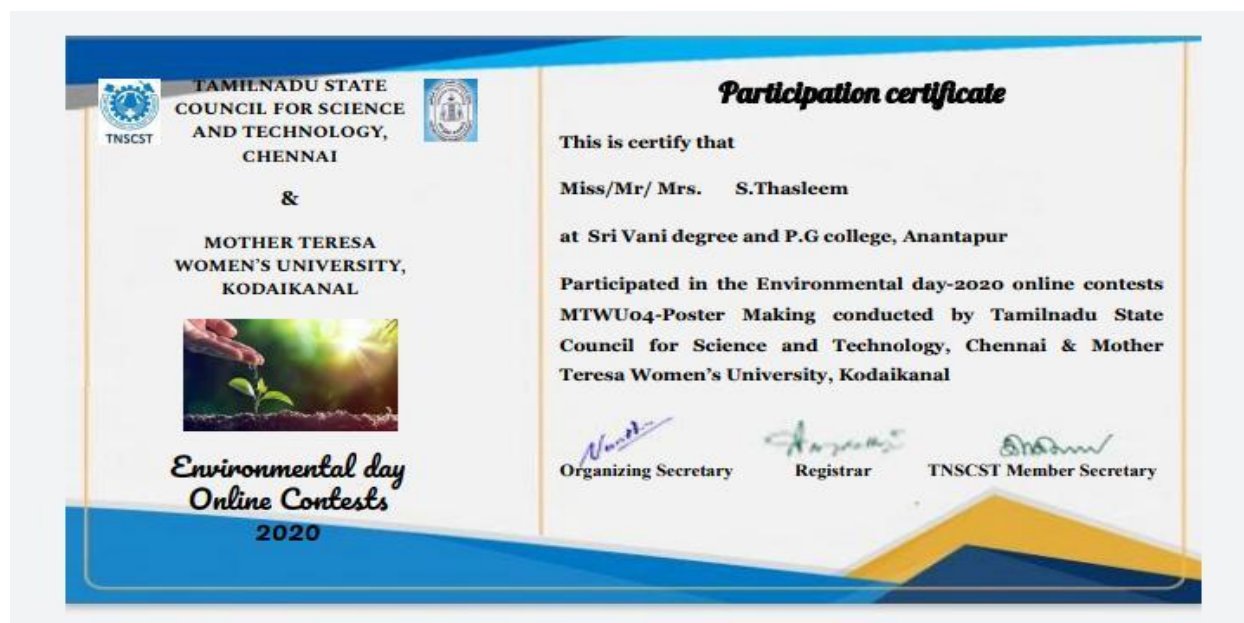 TNSCST
TAMILNADU STATE
COUNCIL FOR SCIENCE
AND TECHNOLOGY,
CHENNAI
&
MOTHER TERESA
WOMEN'S UNIVERSITY,
KODAIKANAL
Environmental day
Online Contests
2020
Participation certificate
This is certify that
Miss/Mr/ Mrs. S.Thasleem
at Sri Vani degree and P.G college, Anantapur
Participated in the Environmental day-2020 online contests
MTWU04-Poster Making conducted by Tamilnadu State
Council for Science and Technology, Chennai & Mother
Teresa Women's University, Kodaikanal
Organizing Secretary Registrar TNSCST Member Secretary